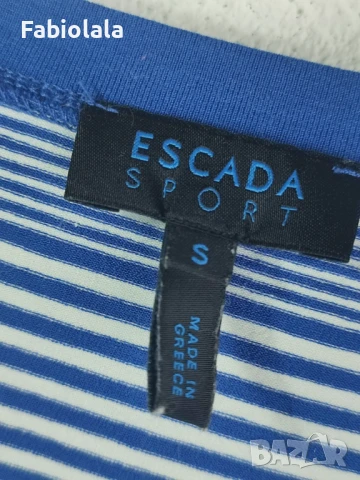 Fabiolala
ESCADA
SPORT
S
MADE IN
GREECE
BAZAR